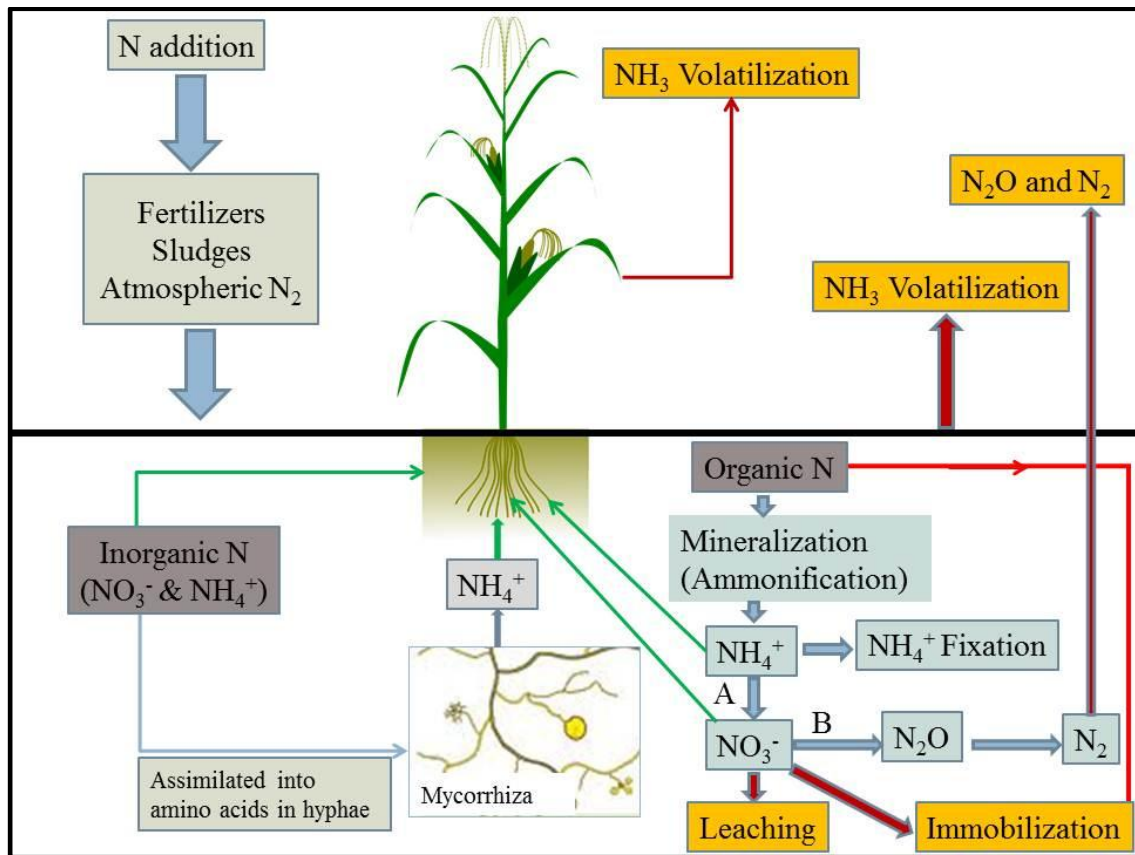 N addition
Fertilizers
Sludges
Atmospheric N₂
NH₃ Volatilization
N₂O and N₂
NH₃ Volatilization
Inorganic N
(NO₃⁻ & NH₄⁺)
NH₄⁺
Assimilated into
amino acids in hyphae
Mycorrhiza
Organic N
Mineralization
(Ammonification)
NH₄⁺
NH₄⁺ Fixation
A
B
NO₃⁻
N₂O
N₂
Leaching
Immobilization